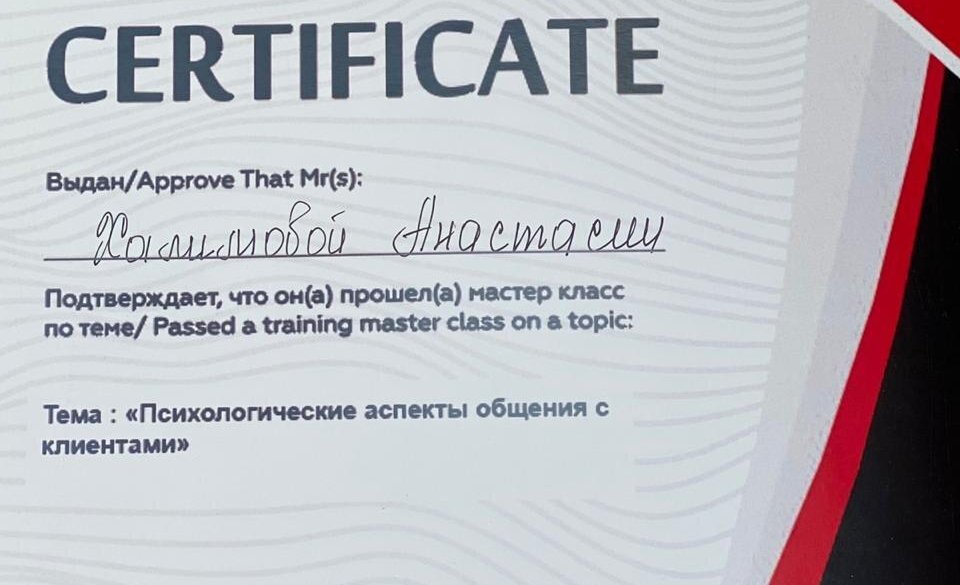 CERTIFICATE
Выдан/Approve That Mr(s):
Халимовой Анастасии
Подтверждает, что он(а) прошел(а) мастер класс
по теме/ Passed a training master class on a topic:
Тема : «Психологические аспекты общения с
клиентами»